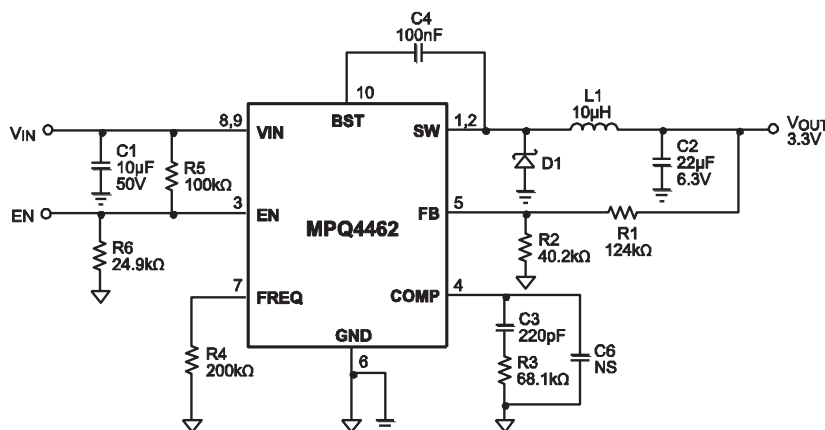 C4
100nF
10
BST
8,9
VIN
SW
1,2
L1
10µH
VIN
VOUT
3.3V
C1
10µF
50V
R5
100kΩ
D1
C2
22µF
6.3V
EN
3
EN
MPQ4462
FB
5
R6
24.9kΩ
R2
40.2kΩ
R1
124kΩ
7
FREQ
COMP
4
GND
6
R4
200kΩ
C3
220pF
R3
68.1kΩ
C6
NS